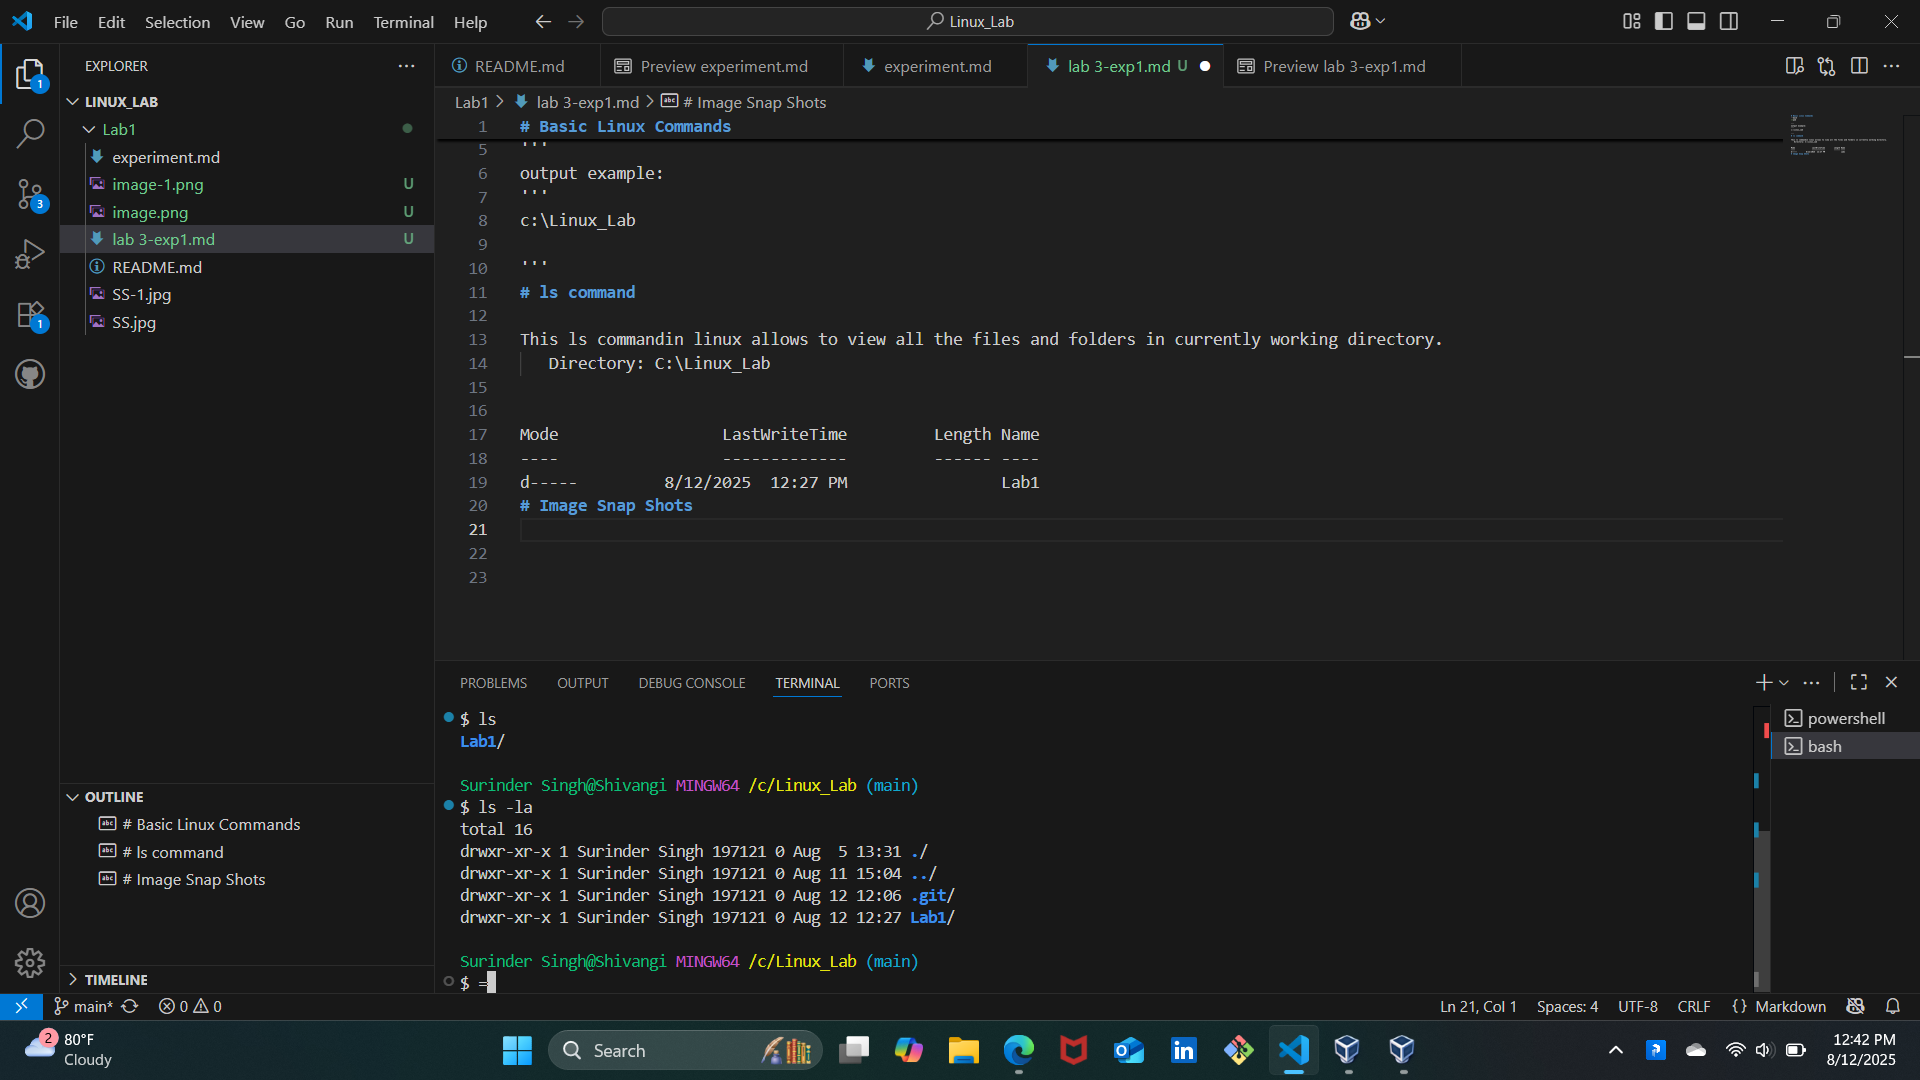 File Edit Selection View Go Run Terminal Help
Linux_Lab
EXPLORER
LINUX_LAB
Lab1
experiment.md
image-1.png U
image.png U
lab 3-exp1.md U
README.md
SS-1.jpg
SS.jpg
1
3
1
OUTLINE
# Basic Linux Commands
# ls command
# Image Snap Shots
TIMELINE
README.md Preview experiment.md experiment.md lab 3-exp1.md U Preview lab 3-exp1.md
Lab1 > lab 3-exp1.md > # Image Snap Shots
1 # Basic Linux Commands
5 '''
6 output example:
7 '''
8 c:\Linux_Lab
9
10 '''
11 # ls command
12
13 This ls commandin linux allows to view all the files and folders in currently working directory.
14 Directory: C:\Linux_Lab
15
16
17 Mode LastWriteTime Length Name
18 ---- ------------- ------ ----
19 d----- 8/12/2025 12:27 PM Lab1
20 # Image Snap Shots
21
22
23
PROBLEMS OUTPUT DEBUG CONSOLE TERMINAL PORTS
$ ls
Lab1/
Surinder Singh@Shivangi MINGW64 /c/Linux_Lab (main)
$ ls -la
total 16
drwxr-xr-x 1 Surinder Singh 197121 0 Aug  5 13:31 ./
drwxr-xr-x 1 Surinder Singh 197121 0 Aug 11 15:04 ../
drwxr-xr-x 1 Surinder Singh 197121 0 Aug 12 12:06 .git/
drwxr-xr-x 1 Surinder Singh 197121 0 Aug 12 12:27 Lab1/
Surinder Singh@Shivangi MINGW64 /c/Linux_Lab (main)
$ =
powershell
bash
main* 0 0 Ln 21, Col 1 Spaces: 4 UTF-8 CRLF {} Markdown
2
80°F
Cloudy
Search
12:42 PM
8/12/2025